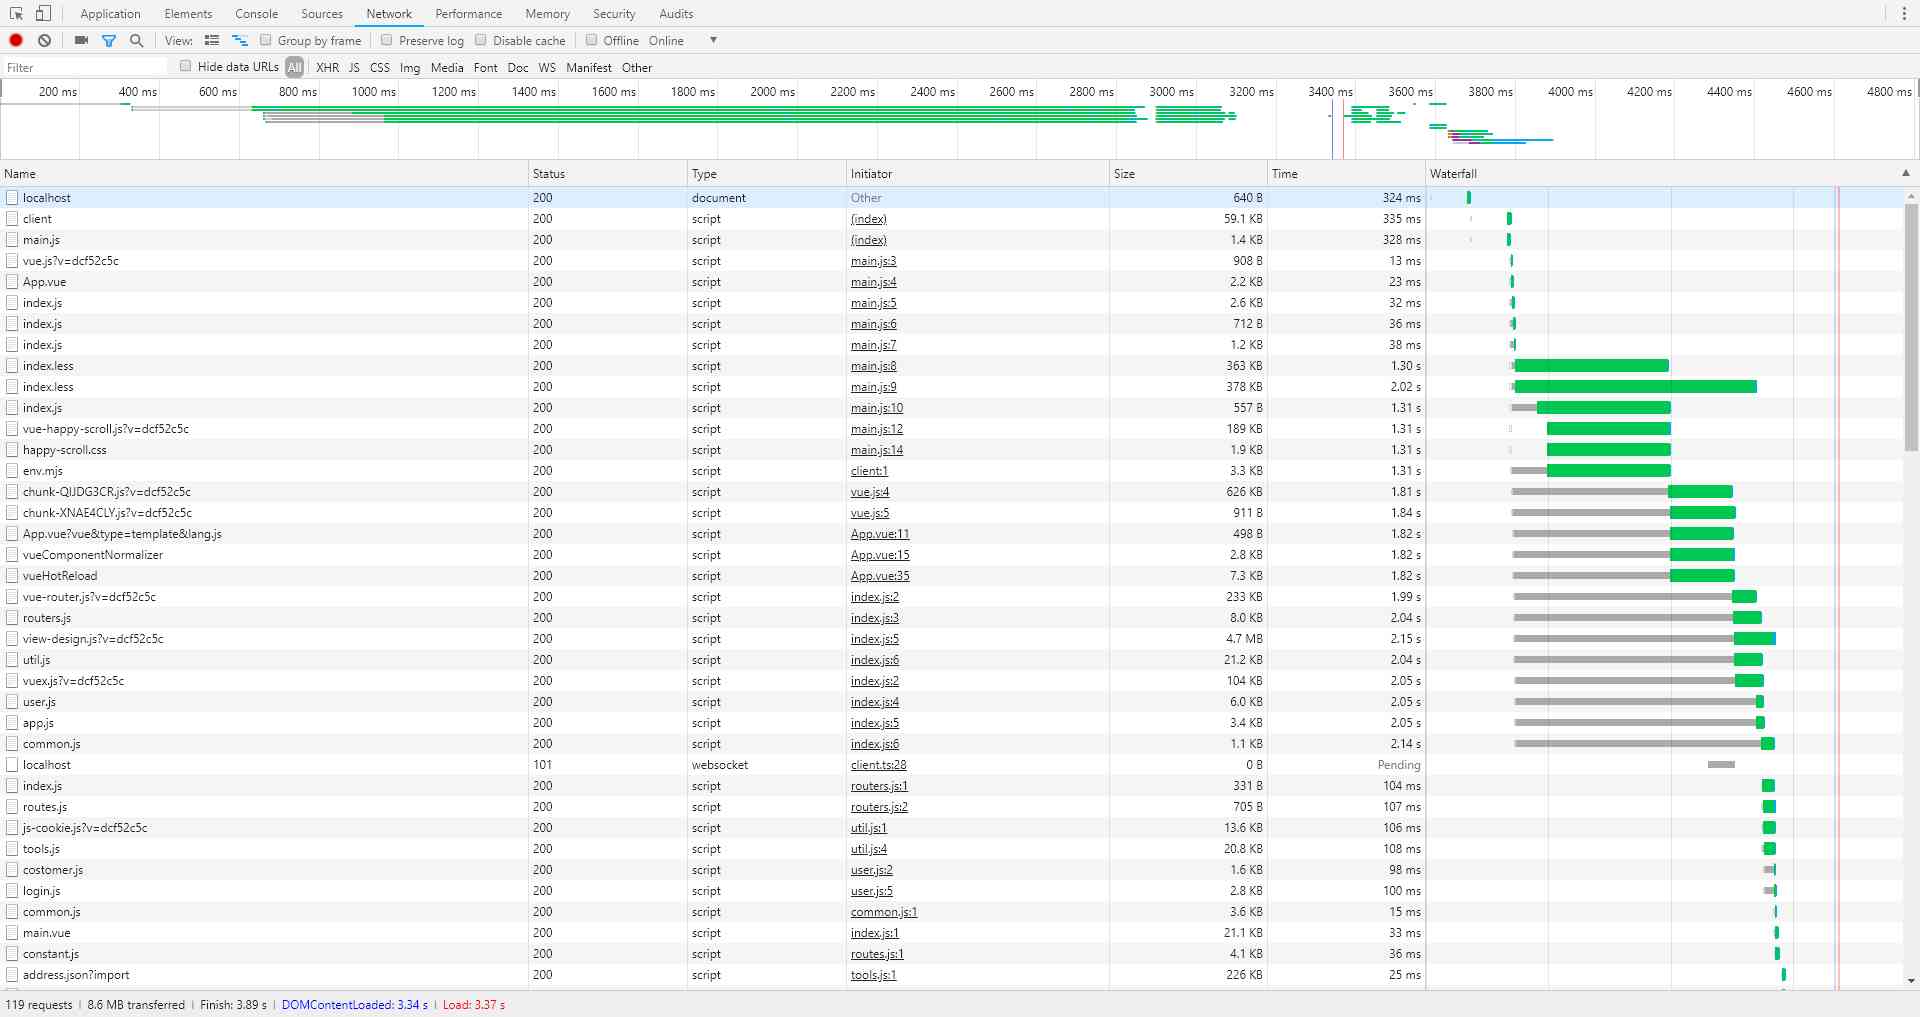 Application Elements Console Sources Network Performance Memory Security Audits
View: Group by frame Preserve log Disable cache Offline Online
Filter Hide data URLs All XHR JS CSS Img Media Font Doc WS Manifest Other
200 ms 400 ms 600 ms 800 ms 1000 ms 1200 ms 1400 ms 1600 ms 1800 ms 2000 ms 2200 ms 2400 ms 2600 ms 2800 ms 3000 ms 3200 ms 3400 ms 3600 ms 3800 ms 4000 ms 4200 ms 4400 ms 4600 ms 4800 ms
Name Status Type Initiator Size Time Waterfall
localhost 200 document Other 640 B 324 ms
client 200 script (index) 59.1 KB 335 ms
main.js 200 script (index) 1.4 KB 328 ms
vue.js?v=dcf52c5c 200 script main.js:3 908 B 13 ms
App.vue 200 script main.js:4 2.2 KB 23 ms
index.js 200 script main.js:5 2.6 KB 32 ms
index.js 200 script main.js:6 712 B 36 ms
index.js 200 script main.js:7 1.2 KB 38 ms
index.less 200 script main.js:8 363 KB 1.30 s
index.less 200 script main.js:9 378 KB 2.02 s
index.js 200 script main.js:10 557 B 1.31 s
vue-happy-scroll.js?v=dcf52c5c 200 script main.js:12 189 KB 1.31 s
happy-scroll.css 200 script main.js:14 1.9 KB 1.31 s
env.mjs 200 script client:1 3.3 KB 1.31 s
chunk-QIJDG3CR.js?v=dcf52c5c 200 script vue.js:4 626 KB 1.81 s
chunk-XNAE4CLY.js?v=dcf52c5c 200 script vue.js:5 911 B 1.84 s
App.vue?vue&type=template&lang.js 200 script App.vue:11 498 B 1.82 s
vueComponentNormalizer 200 script App.vue:15 2.8 KB 1.82 s
vueHotReload 200 script App.vue:35 7.3 KB 1.82 s
vue-router.js?v=dcf52c5c 200 script index.js:2 233 KB 1.99 s
routers.js 200 script index.js:3 8.0 KB 2.04 s
view-design.js?v=dcf52c5c 200 script index.js:5 4.7 MB 2.15 s
util.js 200 script index.js:6 21.2 KB 2.04 s
vuex.js?v=dcf52c5c 200 script index.js:2 104 KB 2.05 s
user.js 200 script index.js:4 6.0 KB 2.05 s
app.js 200 script index.js:5 3.4 KB 2.05 s
common.js 200 script index.js:6 1.1 KB 2.14 s
localhost 101 websocket client.ts:28 0 B Pending
index.js 200 script routers.js:1 331 B 104 ms
routes.js 200 script routers.js:2 705 B 107 ms
js-cookie.js?v=dcf52c5c 200 script util.js:1 13.6 KB 106 ms
tools.js 200 script util.js:4 20.8 KB 108 ms
costomer.js 200 script user.js:2 1.6 KB 98 ms
login.js 200 script user.js:5 2.8 KB 100 ms
common.js 200 script common.js:1 3.6 KB 15 ms
main.vue 200 script index.js:1 21.1 KB 33 ms
constant.js 200 script routes.js:1 4.1 KB 36 ms
address.json?import 200 script tools.js:1 226 KB 25 ms
119 requests | 8.6 MB transferred | Finish: 3.89 s | DOMContentLoaded: 3.34 s | Load: 3.37 s